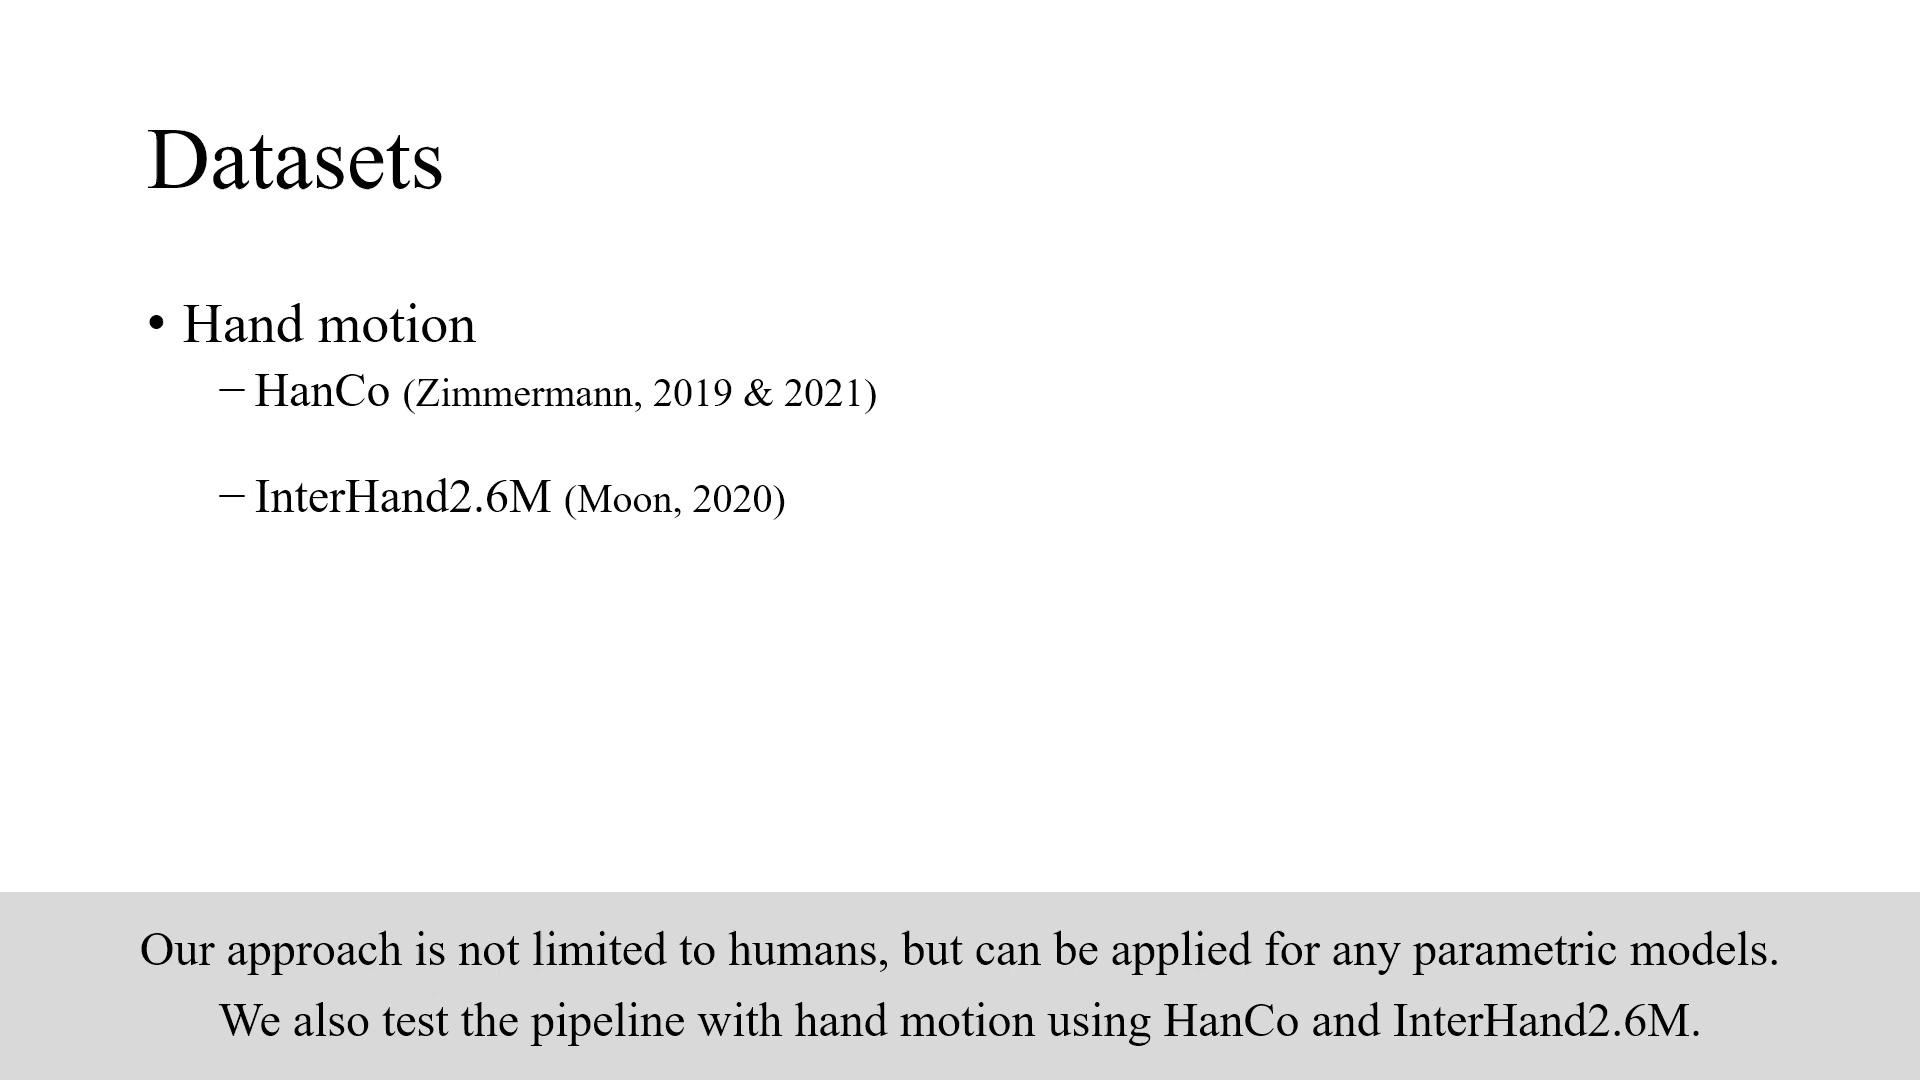 Datasets
• Hand motion
– HanCo (Zimmermann, 2019 & 2021)
– InterHand2.6M (Moon, 2020)
Our approach is not limited to humans, but can be applied for any parametric models.
We also test the pipeline with hand motion using HanCo and InterHand2.6M.